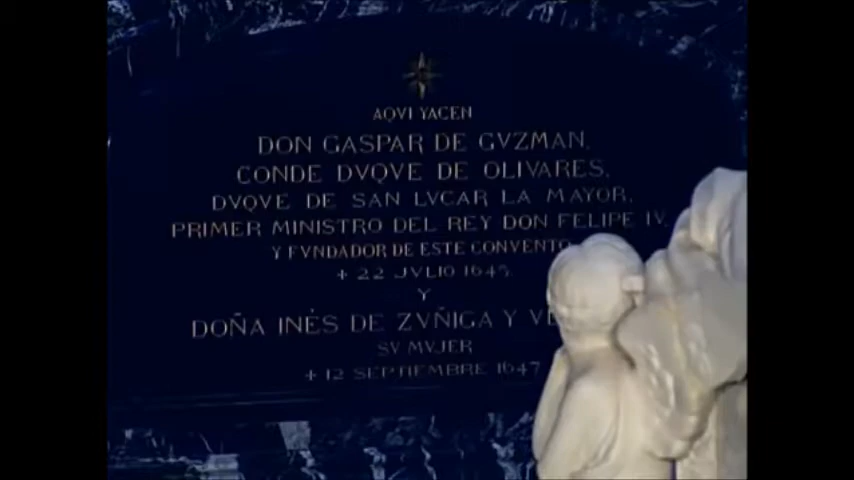 AQVI YACEN
DON GASPAR DE GVZMAN,
CONDE DVQVE DE OLIVARES,
DVQVE DE SAN LVCAR LA MAYOR,
PRIMER MINISTRO DEL REY DON FELIPE IV,
Y FVNDADOR DE ESTE CONVENTO
+ 22 JVLIO 1645
Y
DOÑA INÉS DE ZVÑIGA Y
SV MVJER
+ 12 SEPTIEMBRE 1647